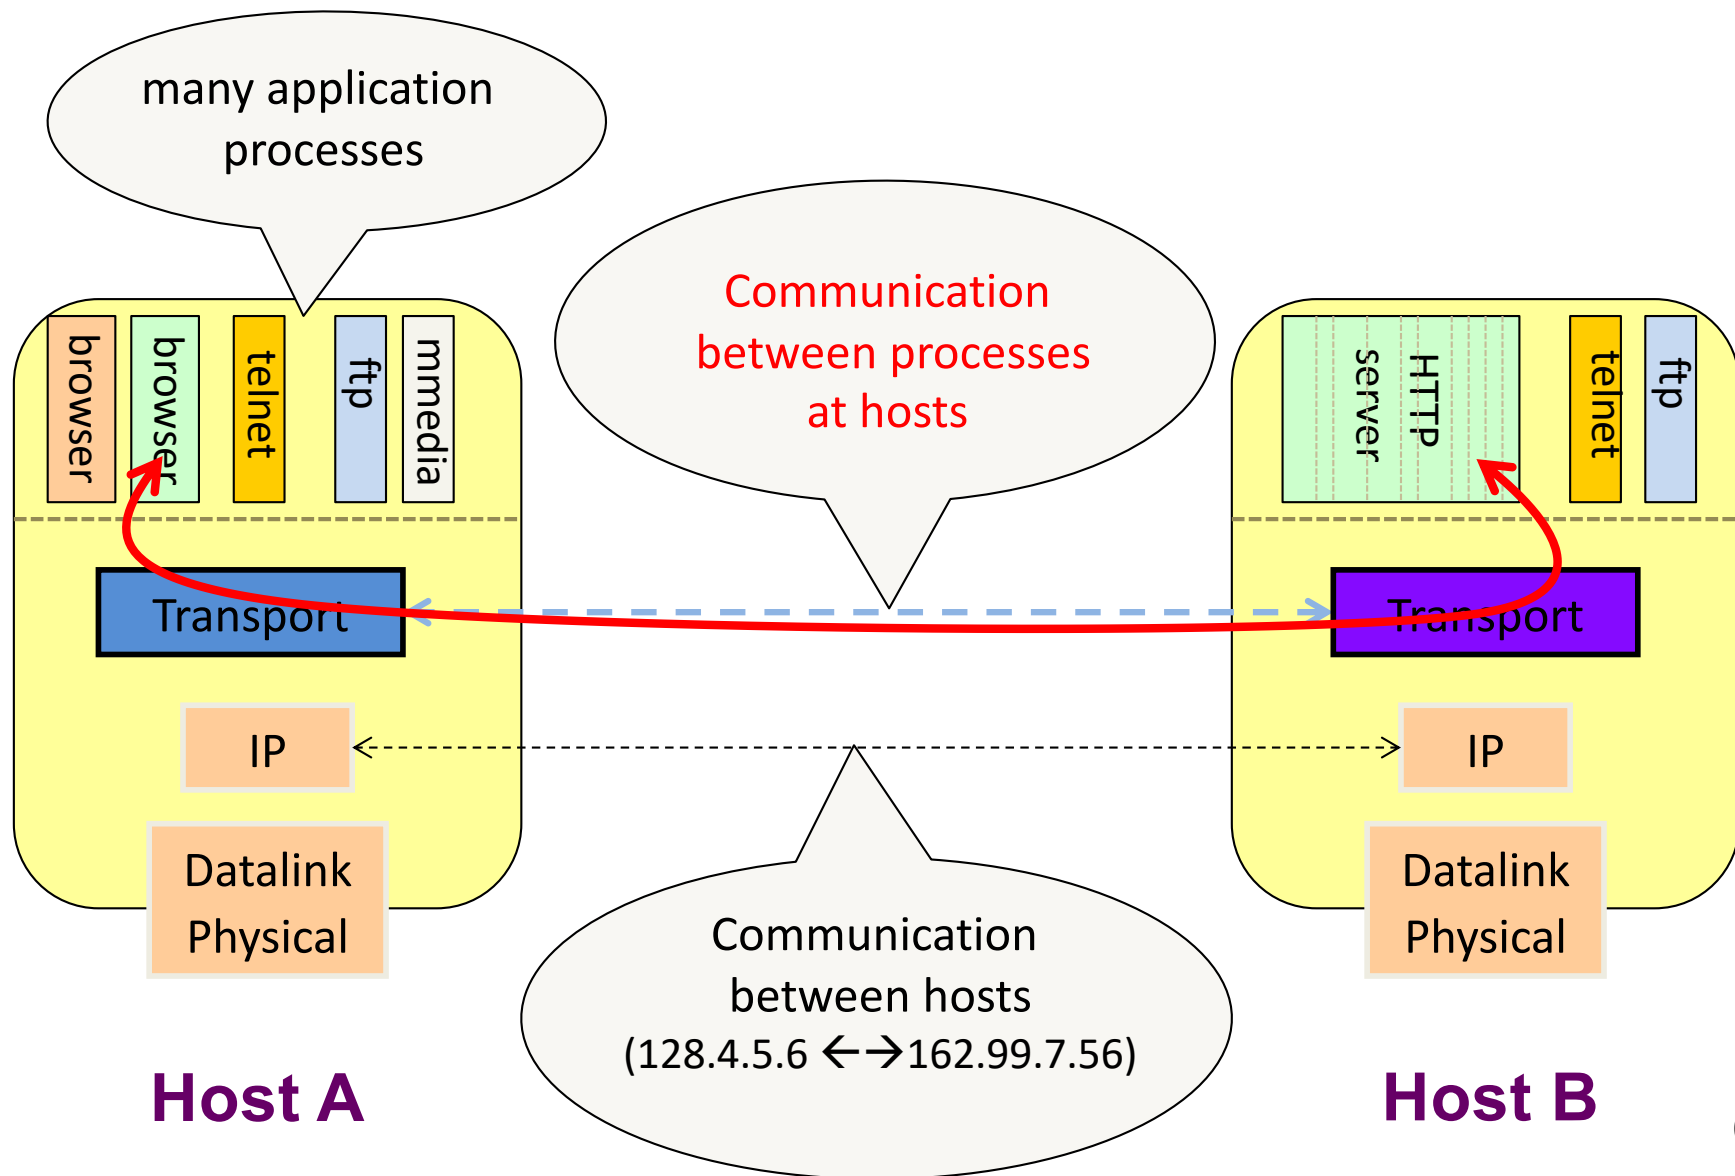 many application
processes
Communication
between processes
at hosts
browser
browser
telnet
ftp
mmedia
HTTP
server
telnet
ftp
Transport
Transport
IP
IP
Datalink
Physical
Datalink
Physical
Communication
between hosts
(128.4.5.6 ←→162.99.7.56)
Host A
Host B